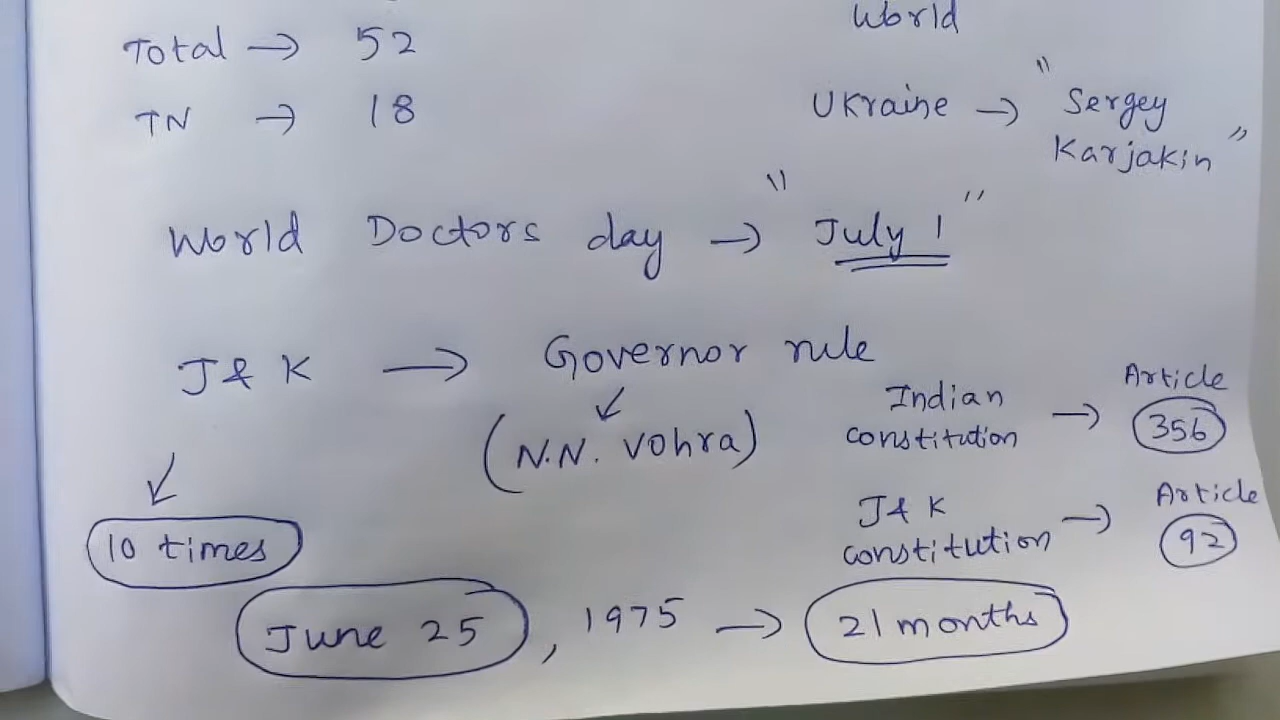 Total → 52
TN → 18
World
Ukraine → "Sergey
Karjakin"
World Doctors day → "July 1"
J & K → Governor rule
(N.N. Vohra)
Indian
constitution → Article
356
J & K
constitution → Article
92
10 times
June 25, 1975 → 21 months